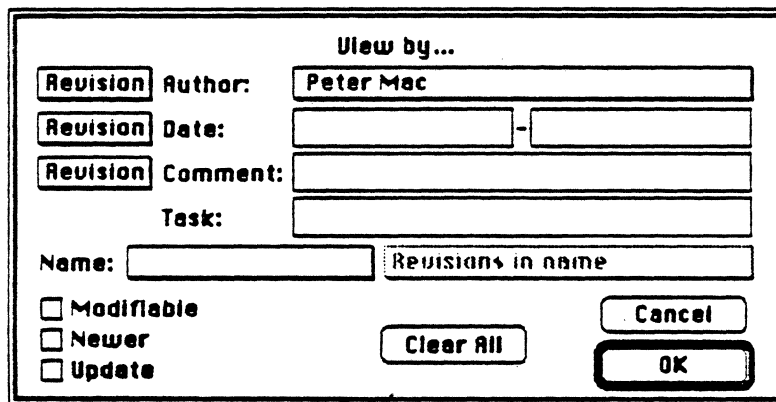 View by...
Revision Author: Peter Mac
Revision Date: -
Revision Comment:
Task:
Name: Revisions in name
Modifiable
Newer
Update
Clear All
Cancel
OK